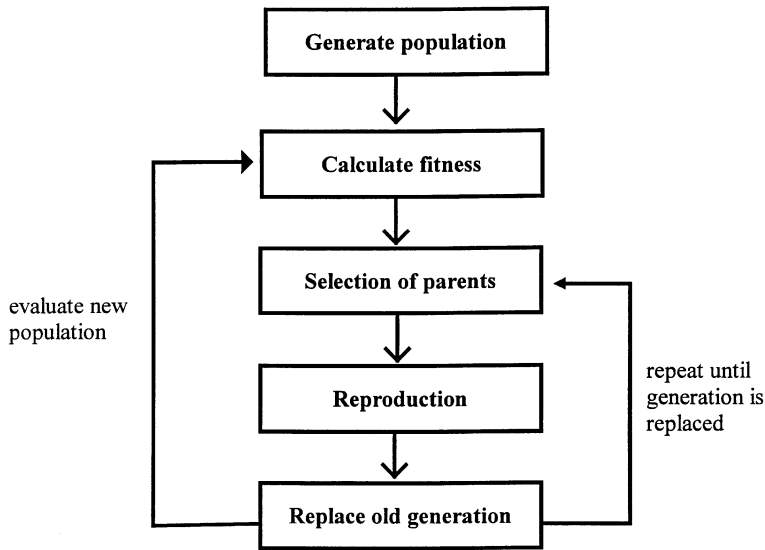 Generate population
Calculate fitness
Selection of parents
evaluate new
population
Reproduction
repeat until
generation is
replaced
Replace old generation